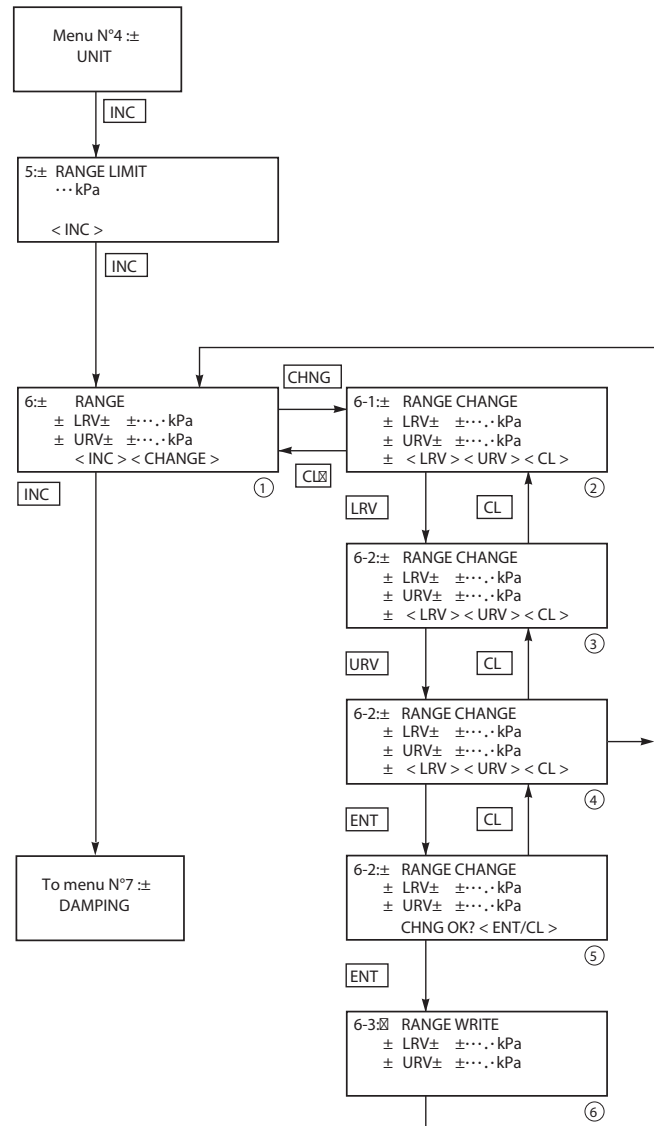 Menu N°4 :±
UNIT
INC
5:± RANGE LIMIT
···kPa
< INC >
INC
6:± RANGE
± LRV± ±···.·kPa
± URV± ±···.·kPa
< INC > < CHANGE >
①
CHNG
CL
INC
6-1:± RANGE CHANGE
± LRV± ±···.·kPa
± URV± ±···.·kPa
± < LRV > < URV > < CL >
②
LRV
CL
6-2:± RANGE CHANGE
± LRV± ±···.·kPa
± URV± ±···.·kPa
± < LRV > < URV > < CL >
③
URV
CL
6-2:± RANGE CHANGE
± LRV± ±···.·kPa
± URV± ±···.·kPa
± < LRV > < URV > < CL >
④
ENT
CL
6-2:± RANGE CHANGE
± LRV± ±···.·kPa
± URV± ±···.·kPa
CHNG OK? < ENT/CL >
⑤
ENT
6-3: RANGE WRITE
± LRV± ±···.·kPa
± URV± ±···.·kPa
⑥
To menu N°7 :±
DAMPING